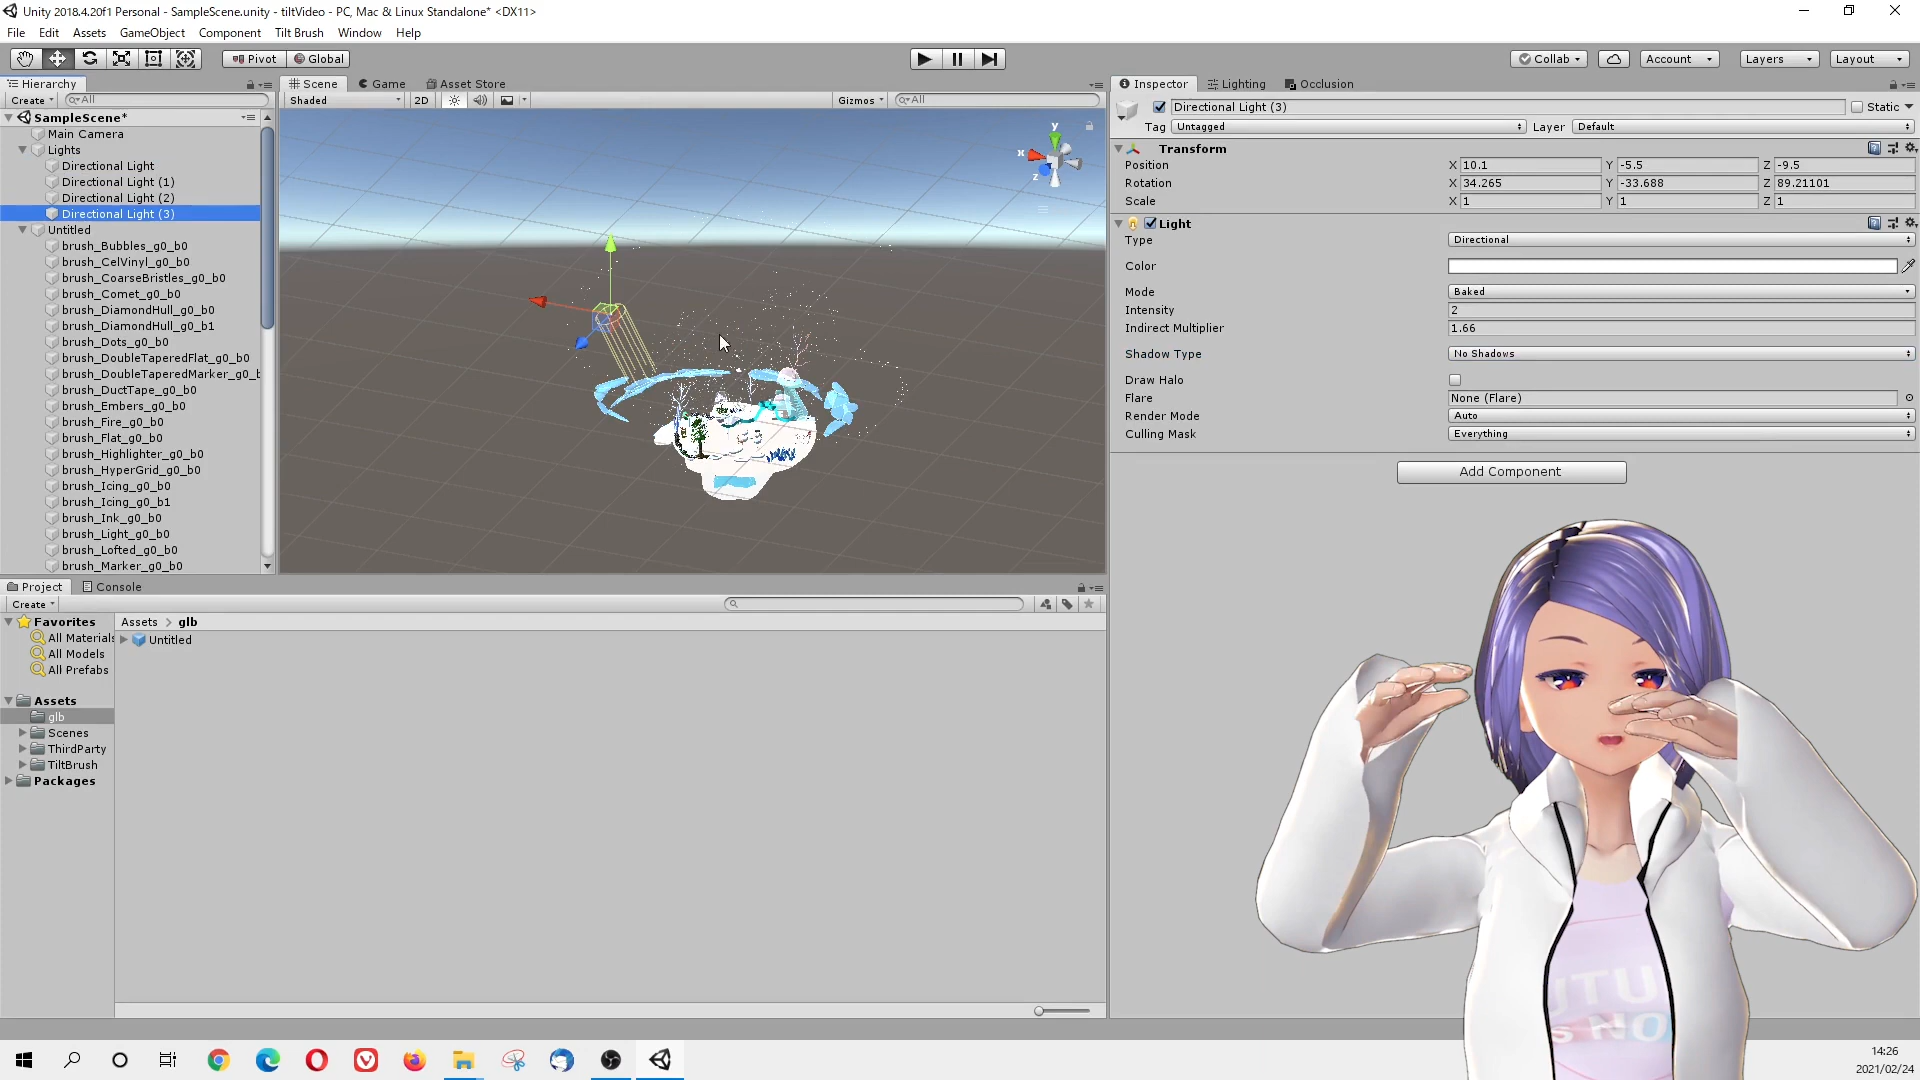 Unity 2018.4.20f1 Personal - SampleScene.unity - tiltVideo - PC, Mac & Linux Standalone* <DX11>
File Edit Assets GameObject Component Tilt Brush Window Help
Pivot Global Collab Account Layers Layout
Hierarchy
Create All
SampleScene*
Main Camera
Lights
Directional Light
Directional Light (1)
Directional Light (2)
Directional Light (3)
Untitled
brush_Bubbles_g0_b0
brush_CelVinyl_g0_b0
brush_CoarseBristles_g0_b0
brush_Comet_g0_b0
brush_DiamondHull_g0_b0
brush_DiamondHull_g0_b1
brush_Dots_g0_b0
brush_DoubleTaperedFlat_g0_b0
brush_DoubleTaperedMarker_g0_b
brush_DuctTape_g0_b0
brush_Embers_g0_b0
brush_Fire_g0_b0
brush_Flat_g0_b0
brush_Highlighter_g0_b0
brush_HyperGrid_g0_b0
brush_Icing_g0_b0
brush_Icing_g0_b1
brush_Ink_g0_b0
brush_Light_g0_b0
brush_Lofted_g0_b0
brush_Marker_g0_b0
Scene Game Asset Store
Shaded 2D Gizmos All
y
x
z
Inspector Lighting Occlusion
Directional Light (3) Static
Tag Untagged Layer Default
Transform
Position X 10.1 Y -5.5 Z -9.5
Rotation X 34.265 Y -33.688 Z 89.21101
Scale X 1 Y 1 Z 1
Light
Type Directional
Color
Mode Baked
Intensity 2
Indirect Multiplier 1.66
Shadow Type No Shadows
Draw Halo
Flare None (Flare)
Render Mode Auto
Culling Mask Everything
Add Component
Project Console
Create
Favorites
All Materials
All Models
All Prefabs
Assets
glb
Scenes
ThirdParty
TiltBrush
Packages
Assets > glb
Untitled
14:26
2021/02/24